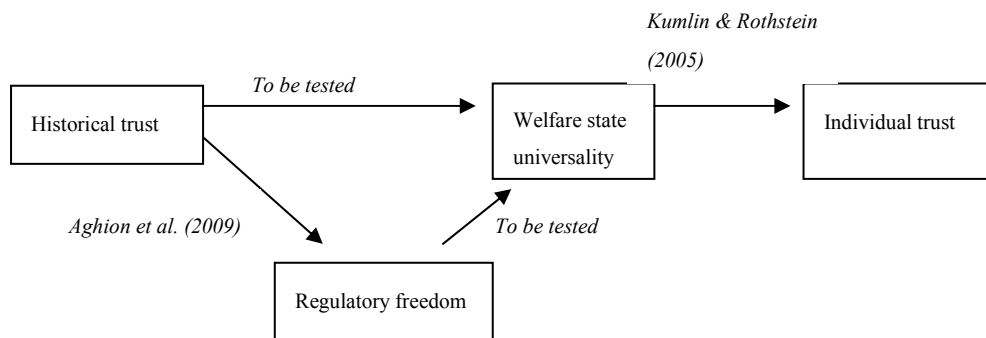 Kumlin & Rothstein
(2005)
To be tested
Historical trust
Welfare state
universality
Individual trust
Aghion et al. (2009)
To be tested
Regulatory freedom